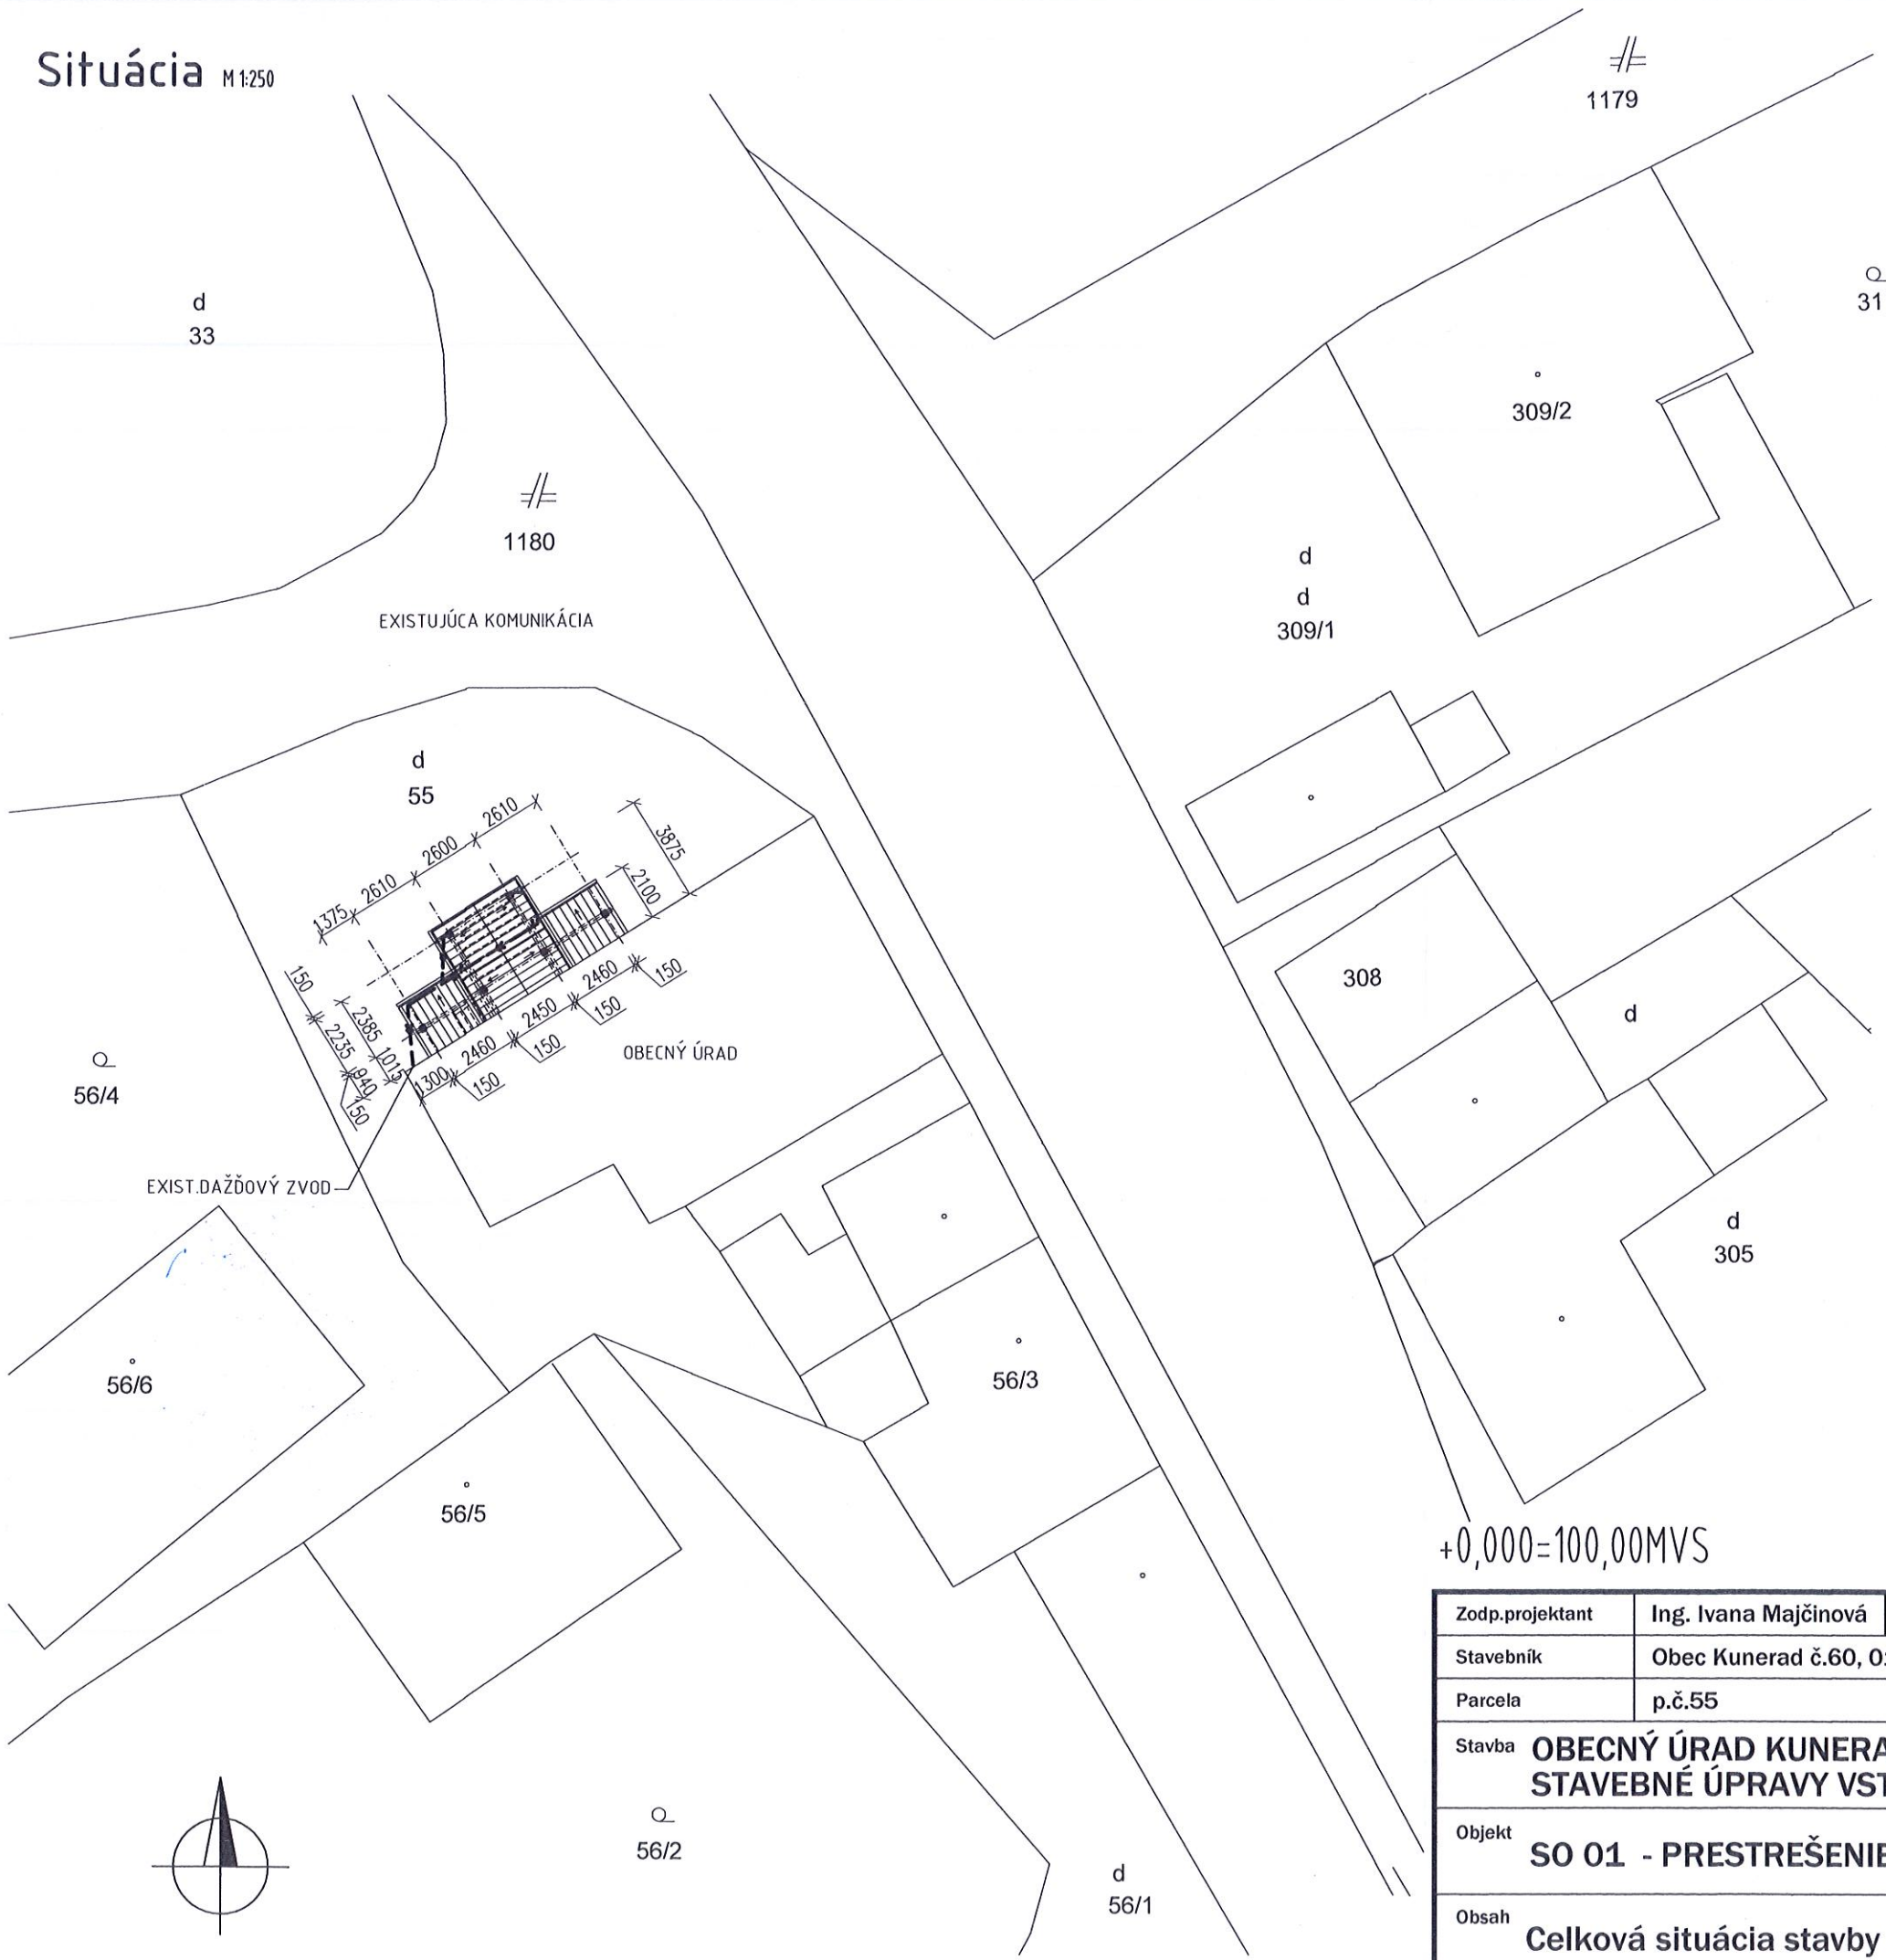 Situácia M 1:250
1179
d
33
31
309/2
1180
d
d
309/1
EXISTUJÚCA KOMUNIKÁCIA
d
55
2610
2600
2610
1375
3875
2100
150
2385
2235
1015
940
150
1300
2460
2450
2460
150
150
150
150
OBECNÝ ÚRAD
308
d
56/4
EXIST.DAŽĎOVÝ ZVOD
d
305
56/6
56/3
56/5
+0,000=100,00MVS
Zodp.projektant Ing. Ivana Majčinová
Stavebník Obec Kunerad č.60,
Parcela p.č.55
Stavba OBECNÝ ÚRAD KUNERA
STAVEBNÉ ÚPRAVY VST
Objekt SO 01 - PRESTREŠENIE
Obsah Celková situácia stavby
56/2
d
56/1